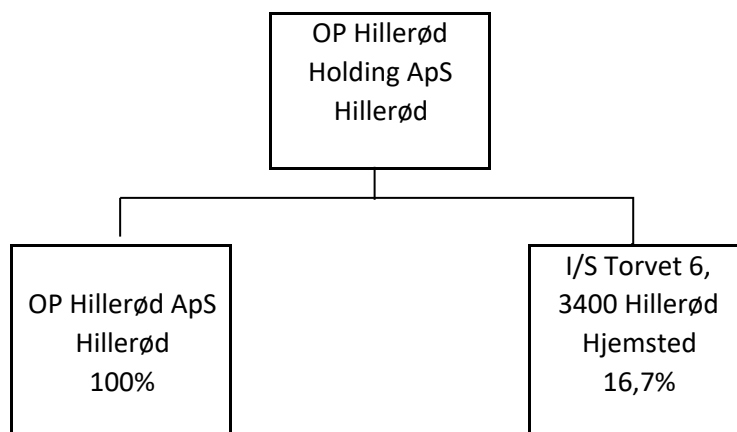 OP Hillerød
Holding ApS
Hillerød
OP Hillerød ApS
Hillerød
100%
I/S Torvet 6,
3400 Hillerød
Hjemsted
16,7%